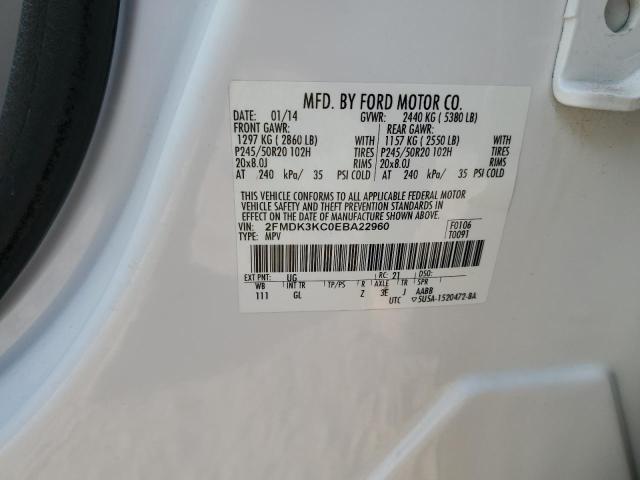 MFD. BY FORD MOTOR CO.
DATE: 01/14 GVWR: 2440 KG ( 5380 LB)
FRONT GAWR: REAR GAWR:
1297 KG ( 2860 LB) WITH 1157 KG ( 2550 LB) WITH
P245/50R20 102H TIRES P245/50R20 102H TIRES
20x8.0J RIMS 20x8.0J RIMS
AT 240 kPa/ 35 PSI COLD AT 240 kPa/ 35 PSI COLD
THIS VEHICLE CONFORMS TO ALL APPLICABLE FEDERAL MOTOR
VEHICLE SAFETY AND THEFT PREVENTION STANDARDS IN
EFFECT ON THE DATE OF MANUFACTURE SHOWN ABOVE.
VIN: 2FMDK3KC0EBA22960 F0106
TYPE: MPV T0091
EXT PNT: UG RC: 21 DSO:
WB INT TR TP/PS R AXLE TR SPR
111 GL Z 3E J AABB
UTC ▽5U5A-1520472-BA